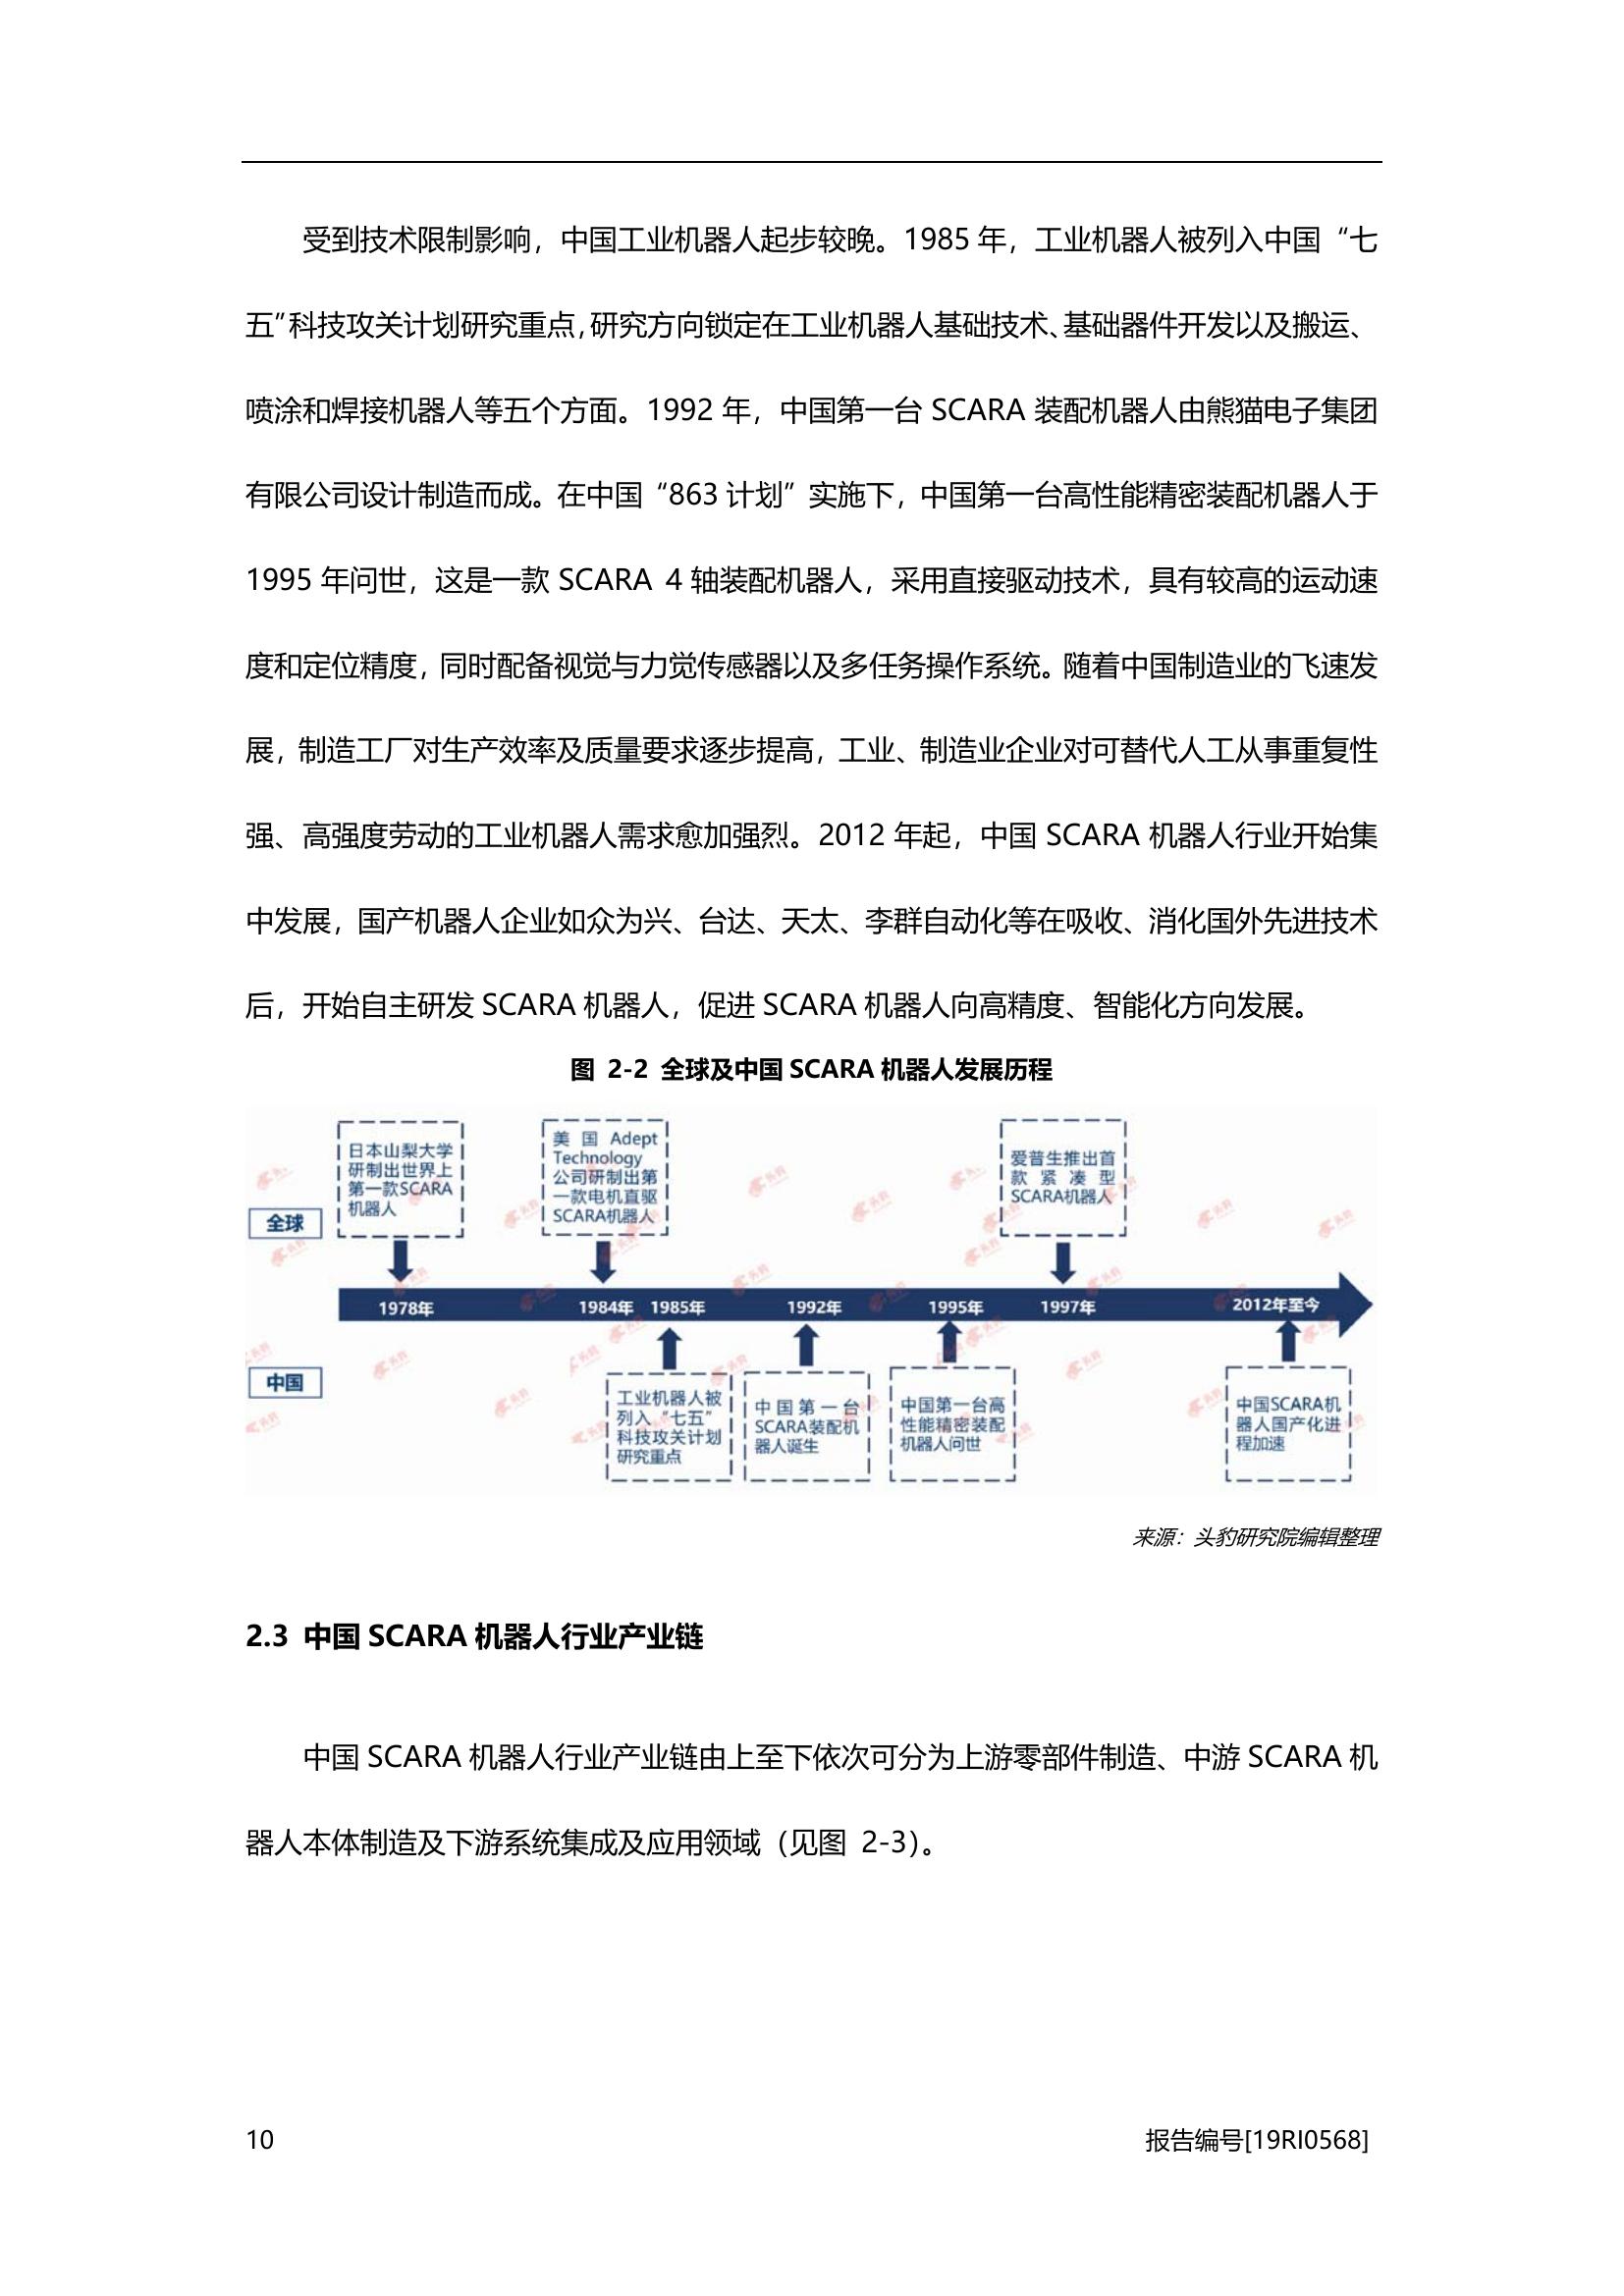 受到技术限制影响，中国工业机器人起步较晚。1985 年，工业机器人被列入中国“七
五”科技攻关计划研究重点，研究方向锁定在工业机器人基础技术、基础器件开发以及搬运、
喷涂和焊接机器人等五个方面。1992 年，中国第一台 SCARA 装配机器人由熊猫电子集团
有限公司设计制造而成。在中国“863 计划”实施下，中国第一台高性能精密装配机器人于
1995 年问世，这是一款 SCARA 4 轴装配机器人，采用直接驱动技术，具有较高的运动速
度和定位精度，同时配备视觉与力觉传感器以及多任务操作系统。随着中国制造业的飞速发
展，制造工厂对生产效率及质量要求逐步提高，工业、制造业企业对可替代人工从事重复性
强、高强度劳动的工业机器人需求愈加强烈。2012 年起，中国 SCARA 机器人行业开始集
中发展，国产机器人企业如众为兴、台达、天太、李群自动化等在吸收、消化国外先进技术
后，开始自主研发 SCARA 机器人，促进 SCARA 机器人向高精度、智能化方向发展。
图 2-2 全球及中国 SCARA 机器人发展历程
日本山梨大学
研制出世界上
第一款SCARA
机器人
美国 Adept
Technology
公司研制出第
一款电机直驱
SCARA机器人
爱普生推出首
款紧凑型
SCARA机器人
全球
1978年 1984年 1985年 1992年 1995年 1997年 2012年至今
中国
工业机器人被
列入“七五”
科技攻关计划
研究重点
中国第一台
SCARA装配机
器人诞生
中国第一台高
性能精密装配
机器人问世
中国SCARA机
器人国产化进
程加速
来源：头豹研究院编辑整理
2.3 中国 SCARA 机器人行业产业链
中国 SCARA 机器人行业产业链由上至下依次可分为上游零部件制造、中游 SCARA 机
器人本体制造及下游系统集成及应用领域（见图 2-3）。
10 报告编号[19RI0568]